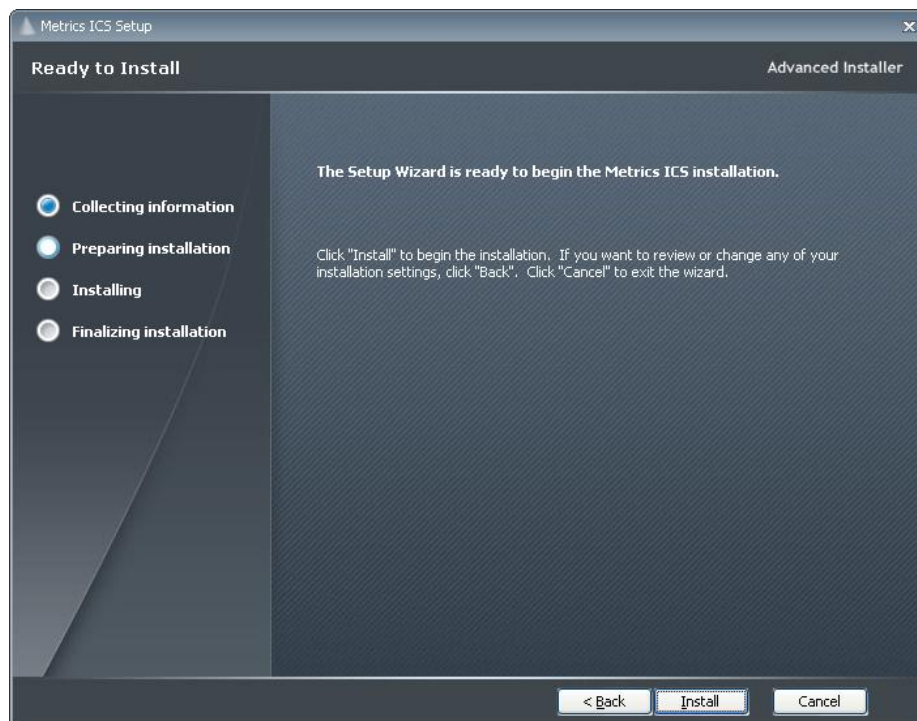 Metrics ICS Setup
Ready to Install
Advanced Installer
The Setup Wizard is ready to begin the Metrics ICS installation.
Collecting information
Preparing installation
Installing
Finalizing installation
Click "Install" to begin the installation. If you want to review or change any of your
installation settings, click "Back". Click "Cancel" to exit the wizard.
< Back
Install
Cancel